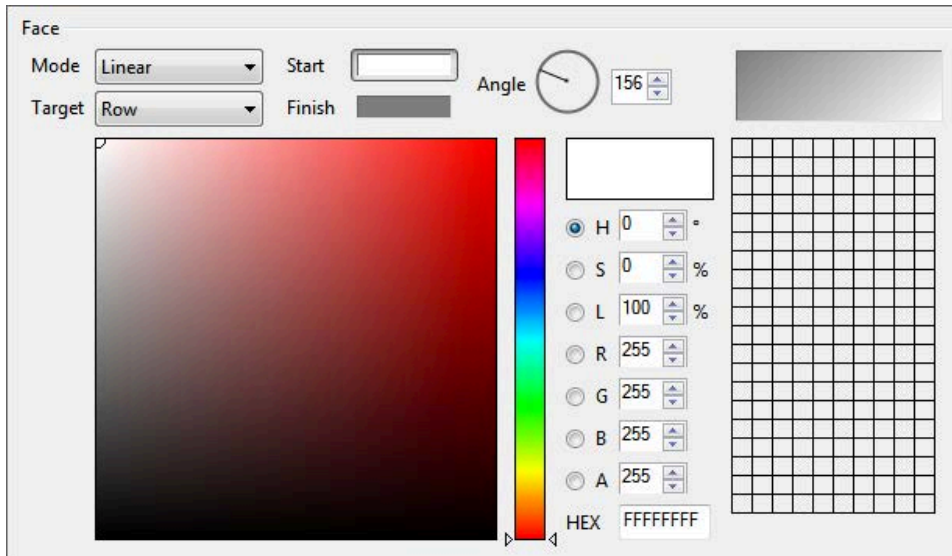 Face
Mode Linear Start Angle 156
Target Row Finish
H 0 °
S 0 %
L 100 %
R 255
G 255
B 255
A 255
HEX FFFFFFFF